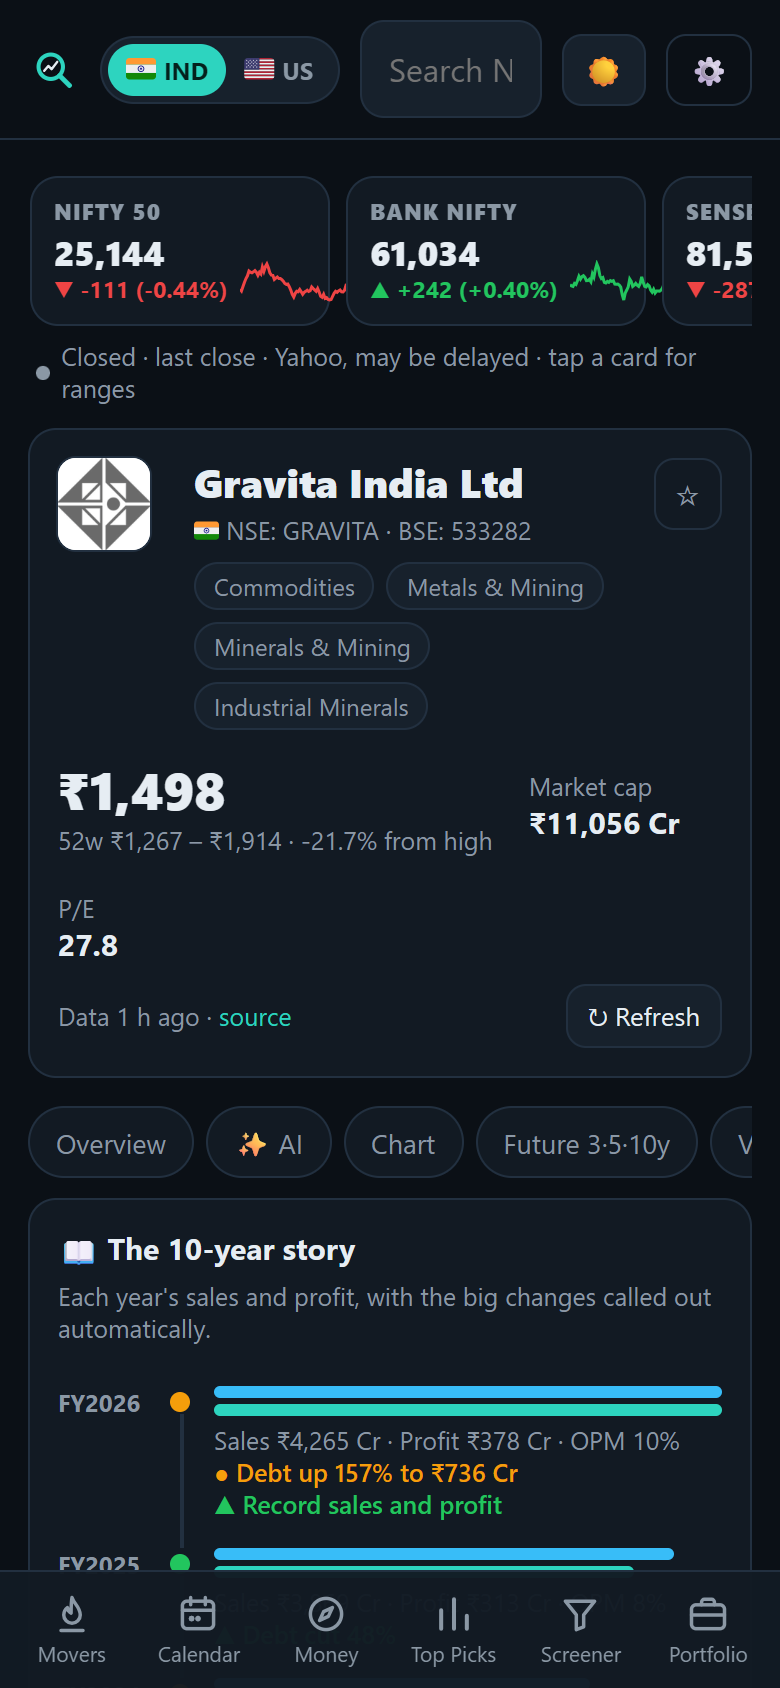 IND
US
Search N
NIFTY 50
25,144
▼ -111 (-0.44%)
BANK NIFTY
61,034
▲ +242 (+0.40%)
SENSE
81,5
▼ -287
Closed · last close · Yahoo, may be delayed · tap a card for
ranges
Gravita India Ltd
NSE: GRAVITA · BSE: 533282
Commodities
Metals & Mining
Minerals & Mining
Industrial Minerals
₹1,498
52w ₹1,267 – ₹1,914 · -21.7% from high
Market cap
₹11,056 Cr
P/E
27.8
Data 1 h ago · source
↻ Refresh
Overview
✨ AI
Chart
Future 3·5·10y
V
📖 The 10-year story
Each year's sales and profit, with the big changes called out
automatically.
FY2026
Sales ₹4,265 Cr · Profit ₹378 Cr · OPM 10%
● Debt up 157% to ₹736 Cr
▲ Record sales and profit
FY2025
Movers
Calendar
Money
Top Picks
Screener
Portfolio